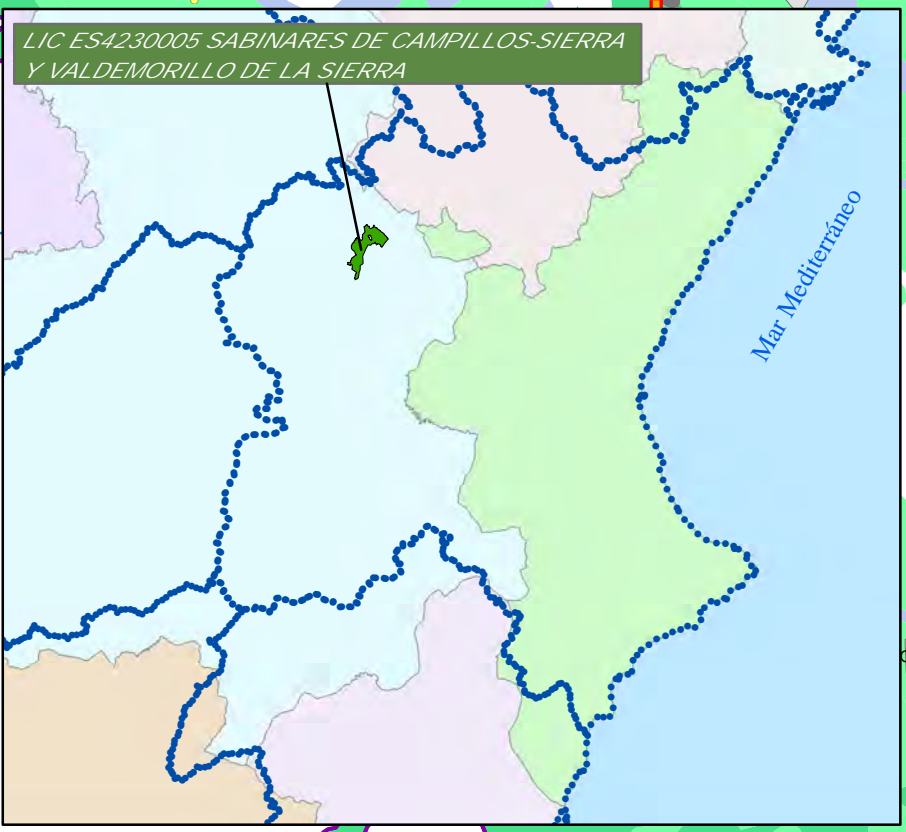 LIC ES4230005 SABINARES DE CAMPILLOS-SIERRA
Y VALDEMORILLO DE LA SIERRA
Mar Mediterráneo